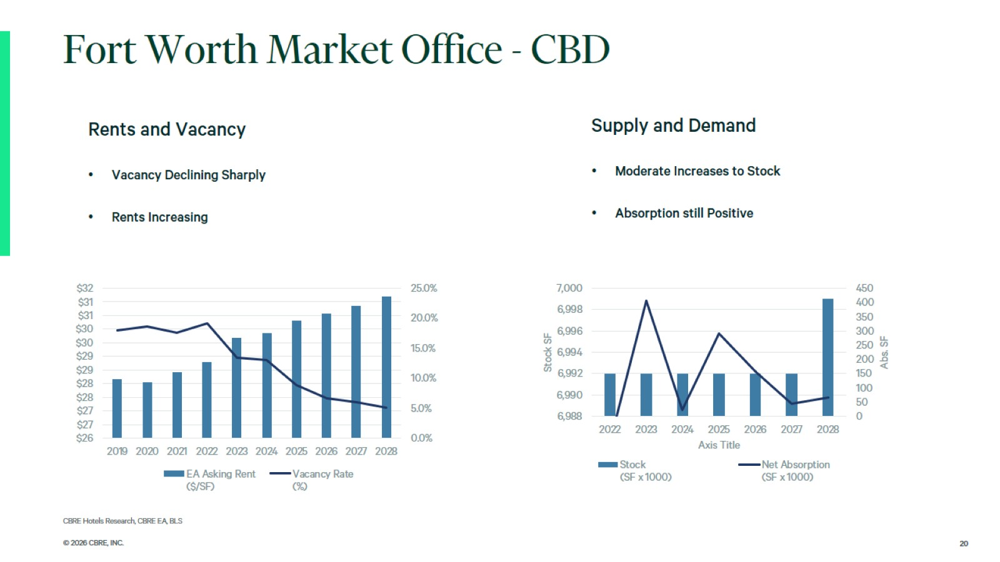 Fort Worth Market Office - CBD
Rents and Vacancy
• Vacancy Declining Sharply
• Rents Increasing
Supply and Demand
• Moderate Increases to Stock
• Absorption still Positive
$32
$31
$31
$30
$30
$29
$29
$28
$28
$27
$27
$26
25.0%
20.0%
15.0%
10.0%
5.0%
0.0%
2019 2020 2021 2022 2023 2024 2025 2026 2027 2028
EA Asking Rent
($/SF)
Vacancy Rate
(%)
Stock SF
7,000
6,998
6,996
6,994
6,992
6,990
6,988
450
400
350
300
250
200
150
100
50
0
Abs. SF
2022 2023 2024 2025 2026 2027 2028
Axis Title
Stock
(SF x 1000)
Net Absorption
(SF x 1000)
CBRE Hotels Research, CBRE EA, BLS
© 2026 CBRE, INC.
20